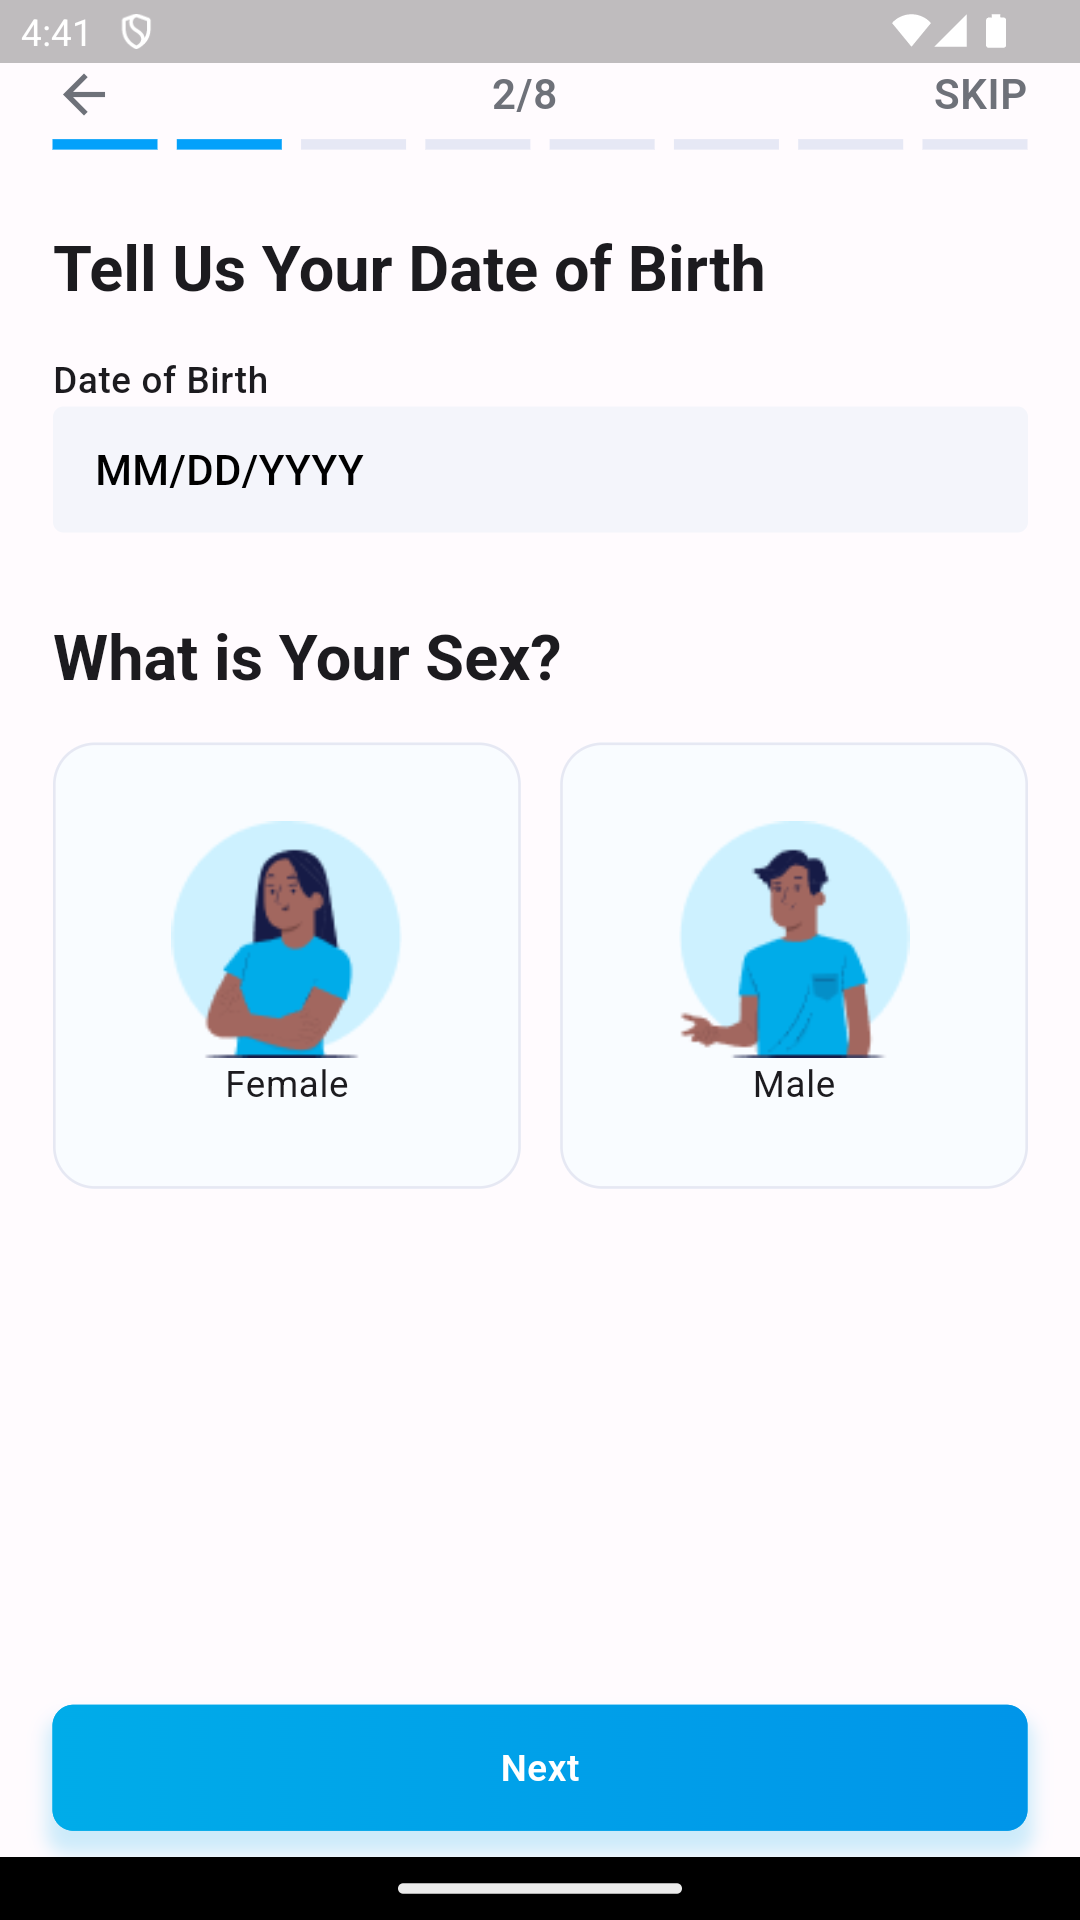 4:41
2/8
SKIP
Tell Us Your Date of Birth
Date of Birth
MM/DD/YYYY
What is Your Sex?
Female
Male
Next